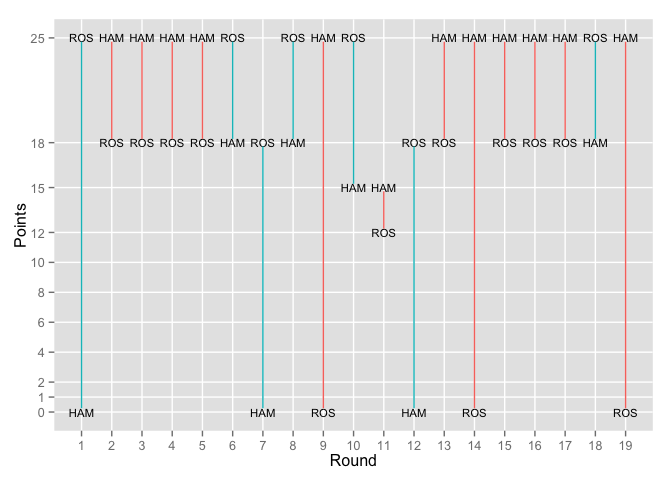 25 ROS HAM HAM HAM HAM ROS ROS HAM ROS HAM HAM HAM HAM HAM ROS HAM
18 ROS ROS ROS ROS HAM ROS HAM ROS ROS ROS ROS ROS HAM
15 HAM HAM
12 ROS
10
8
6
4
2
1
0 HAM HAM ROS HAM ROS ROS
Points
1 2 3 4 5 6 7 8 9 10 11 12 13 14 15 16 17 18 19
Round